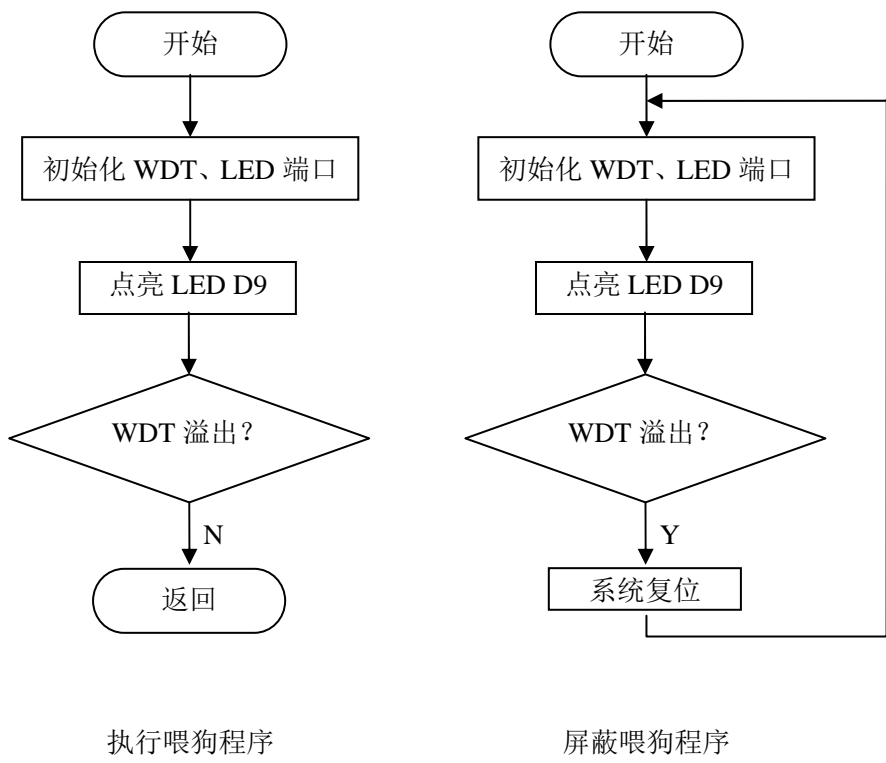 开始
初始化 WDT、LED 端口
点亮 LED D9
WDT 溢出？
N
返回
执行喂狗程序
开始
初始化 WDT、LED 端口
点亮 LED D9
WDT 溢出？
Y
系统复位
屏蔽喂狗程序